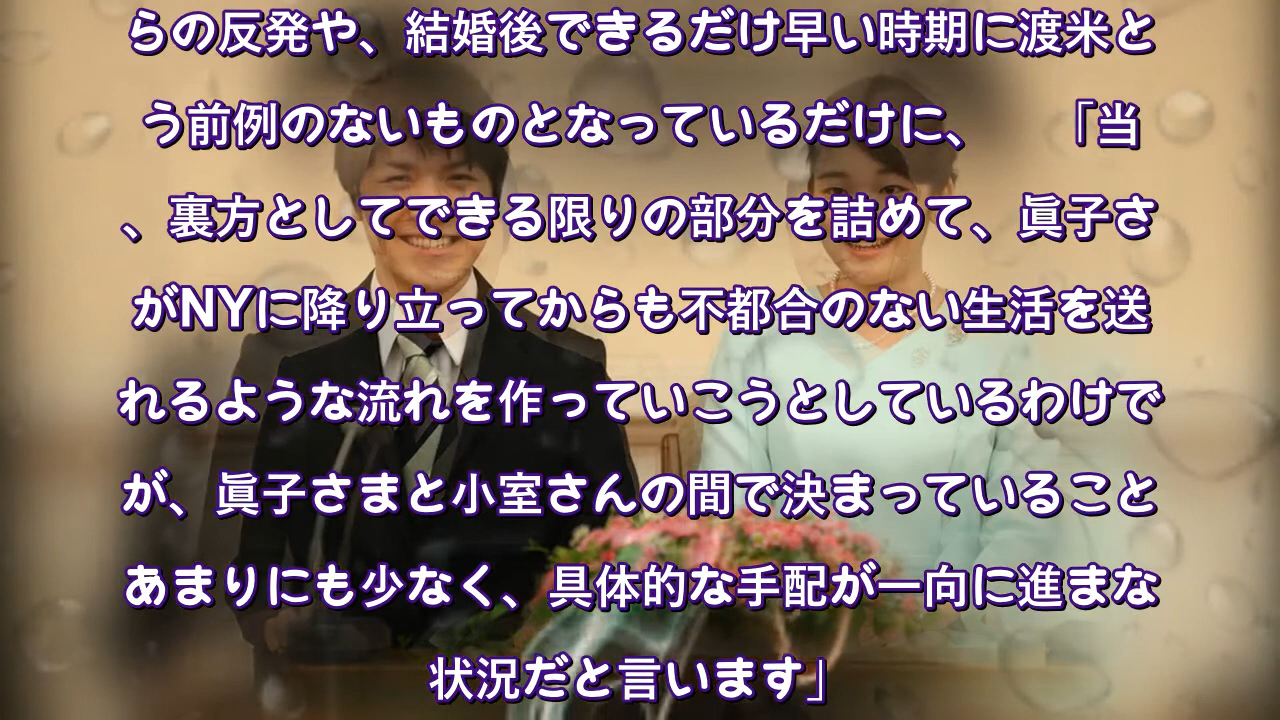 らの反発や、結婚後できるだけ早い時期に渡米と
う前例のないものとなっているだけに、　　「当
、裏方としてできる限りの部分を詰めて、眞子さ
がNYに降り立ってからも不都合のない生活を送
れるような流れを作っていこうとしているわけで
が、眞子さまと小室さんの間で決まっていること
あまりにも少なく、具体的な手配が一向に進まな
状況だと言います」